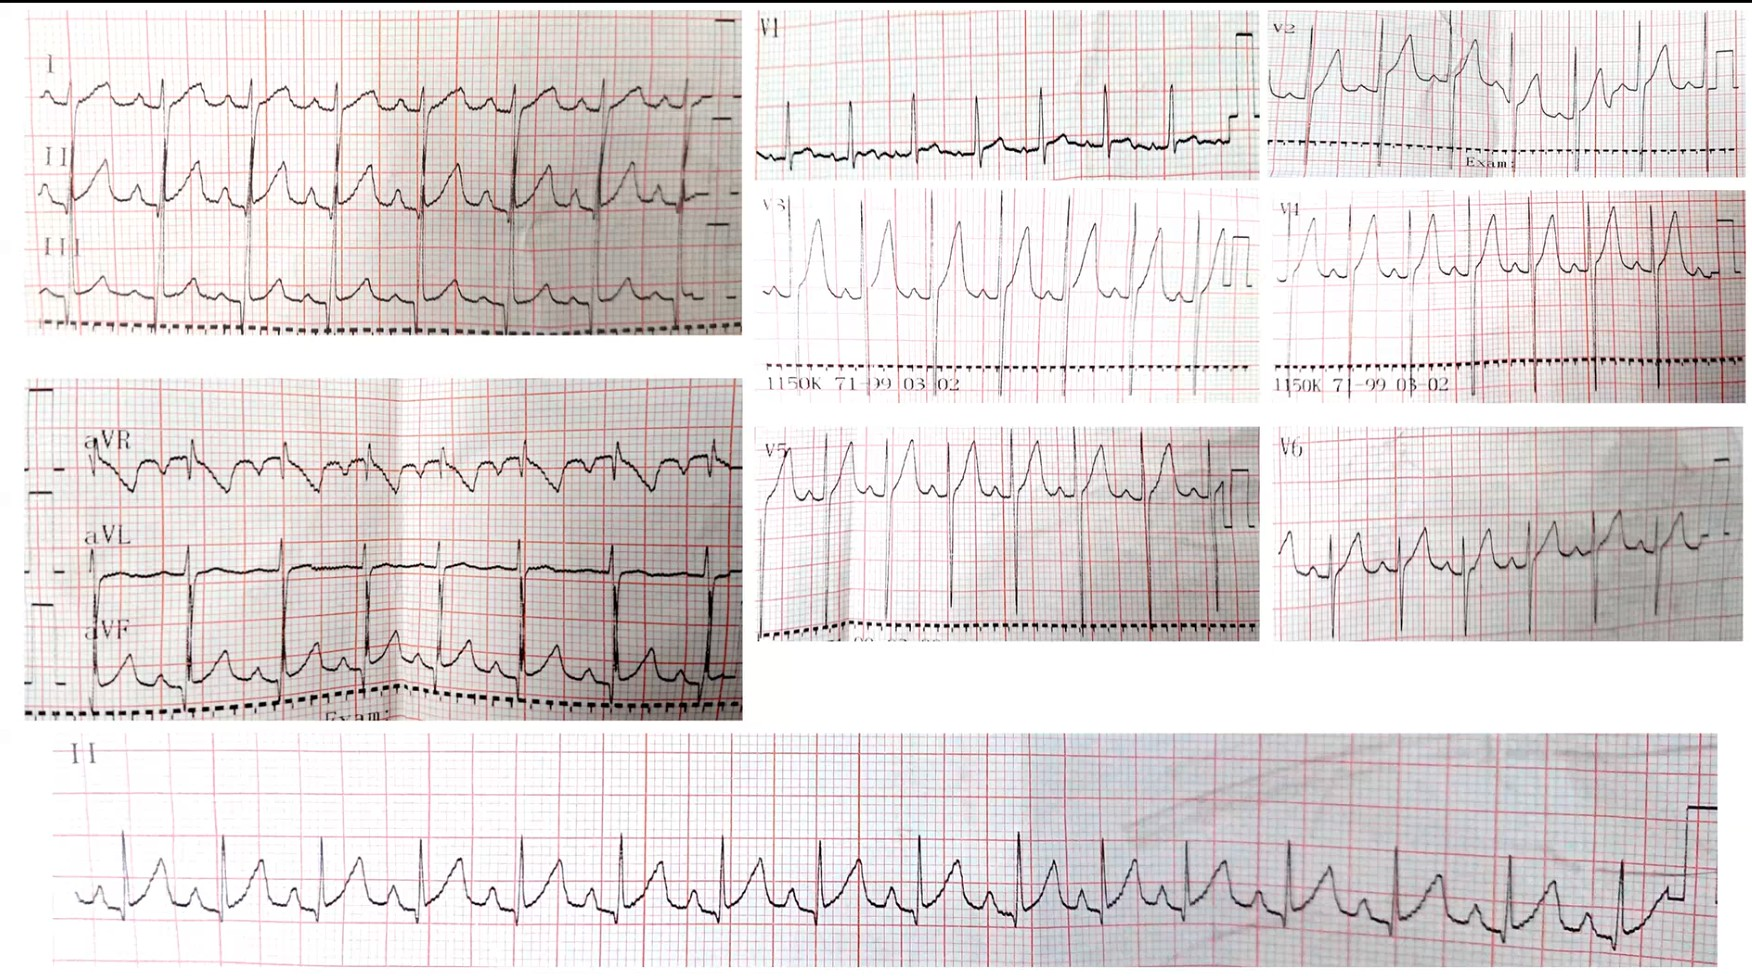 I
II
III
V1
V2
Exam:
V3
V4
1150K 71-99 03-02
1150K 71-99 03-02
aVR
aVL
aVF
Exam:
V5
V6
II